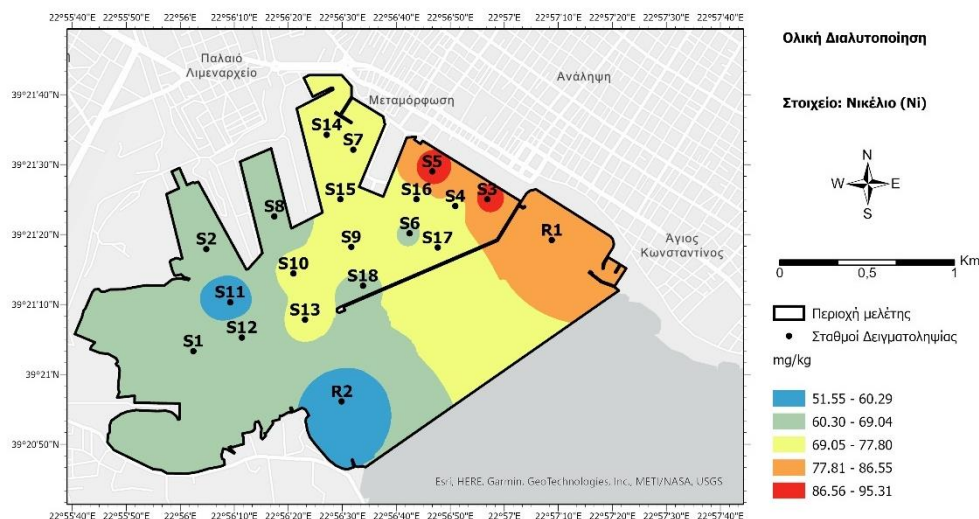 22°55'40"E 22°55'50"E 22°56'E 22°56'10"E 22°56'20"E 22°56'30"E 22°56'40"E 22°56'50"E 22°57'E 22°57'10"E 22°57'20"E 22°57'30"E 22°57'40"E
Ολική Διαλυτοποίηση
Στοιχείο: Νικέλιο (Ni)
Παλαιό
Λιμεναρχείο
Ανάληψη
Μεταμόρφωση
Άγιος
Κωνσταντίνος
39°21'40"N
39°21'30"N
39°21'20"N
39°21'10"N
39°21'N
39°20'50"N
S14
S7
S5
S15
S16
S4
S3
S8
S6
S2
S9
S17
R1
S10
S18
S11
S13
S12
S1
R2
N
W E
S
0 0,5 1 Km
Περιοχή μελέτης
Σταθμοί Δειγματοληψίας
mg/kg
51.55 - 60.29
60.30 - 69.04
69.05 - 77.80
77.81 - 86.55
86.56 - 95.31
Esri, HERE, Garmin, GeoTechnologies, Inc., METI/NASA, USGS
22°55'40"E 22°55'50"E 22°56'E 22°56'10"E 22°56'20"E 22°56'30"E 22°56'40"E 22°56'50"E 22°57'E 22°57'10"E 22°57'20"E 22°57'30"E 22°57'40"E